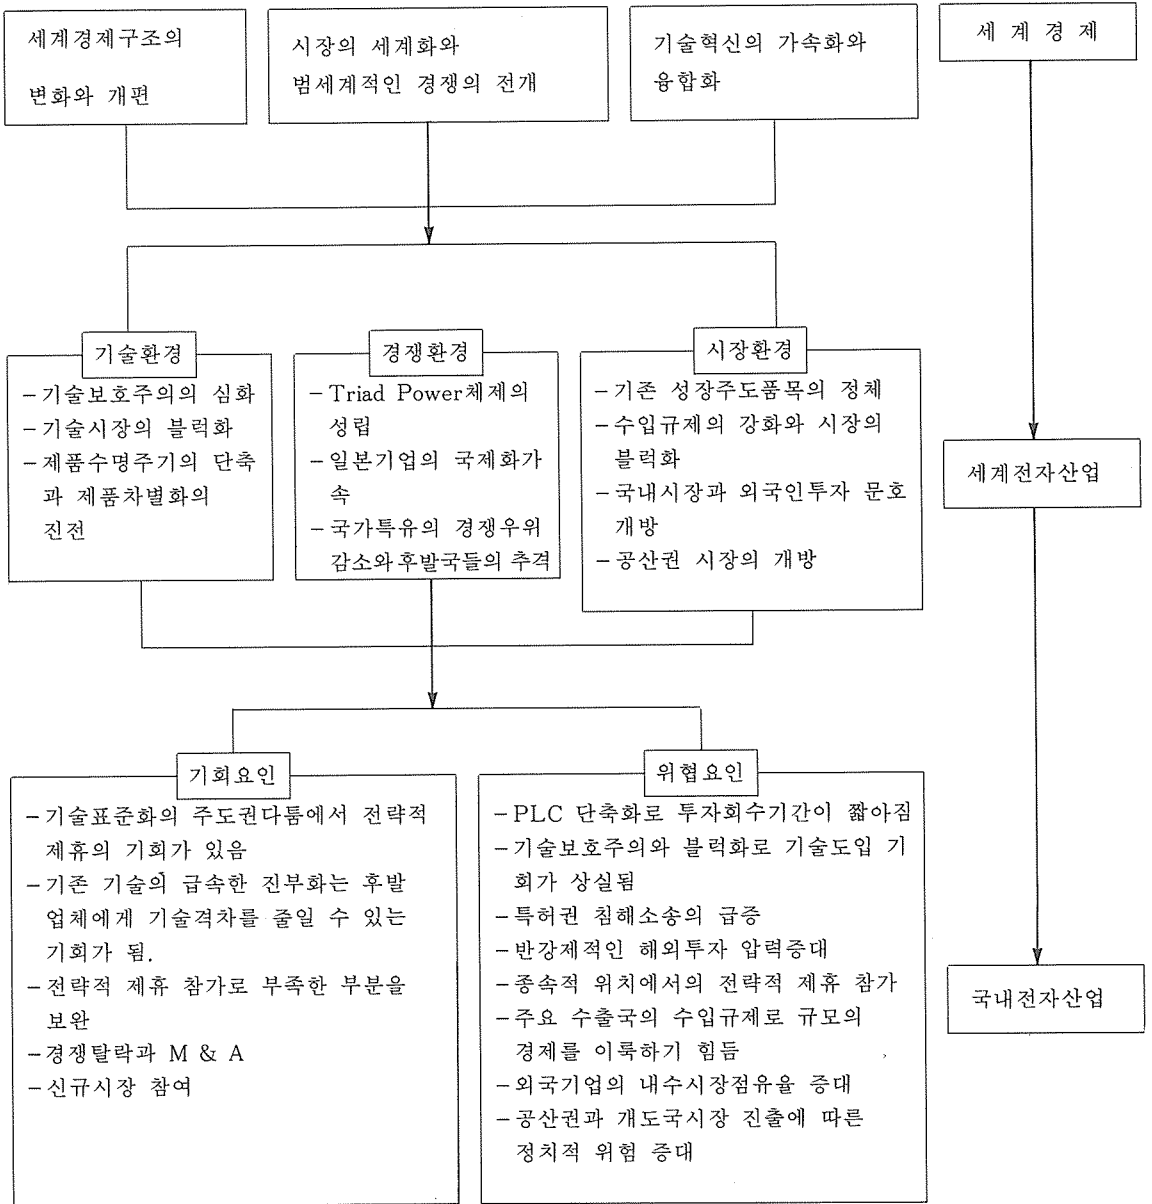 세계경제구조의
변화와 개편
시장의 세계화와
범세계적인 경쟁의 전개
기술혁신의 가속화와
융합화
세 계 경 제
기술환경
-기술보호주의의 심화
-기술시장의 블럭화
-제품수명주기의 단축
과 제품차별화의
진전
경쟁환경
-Triad Power체제의
성립
-일본기업의 국제화가
속
-국가특유의 경쟁우위
감소와후발국들의 추격
시장환경
-기존 성장주도품목의 정체
-수입규제의 강화와 시장의
블럭화
-국내시장과 외국인투자 문호
개방
-공산권 시장의 개방
세계전자산업
기회요인
-기술표준화의 주도권다툼에서 전략적
제휴의 기회가 있음
-기존 기술의 급속한 진부화는 후발
업체에게 기술격차를 줄일 수 있는
기회가 됨.
-전략적 제휴 참가로 부족한 부분을
보완
-경쟁탈락과 M & A
-신규시장 참여
위협요인
-PLC 단축화로 투자회수기간이 짧아짐
-기술보호주의와 블럭화로 기술도입 기
회가 상실됨
-특허권 침해소송의 급증
-반강제적인 해외투자 압력증대
-종속적 위치에서의 전략적 제휴 참가
-주요 수출국의 수입규제로 규모의
경제를 이룩하기 힘듬
-외국기업의 내수시장점유율 증대
-공산권과 개도국시장 진출에 따른
정치적 위험 증대
국내전자산업